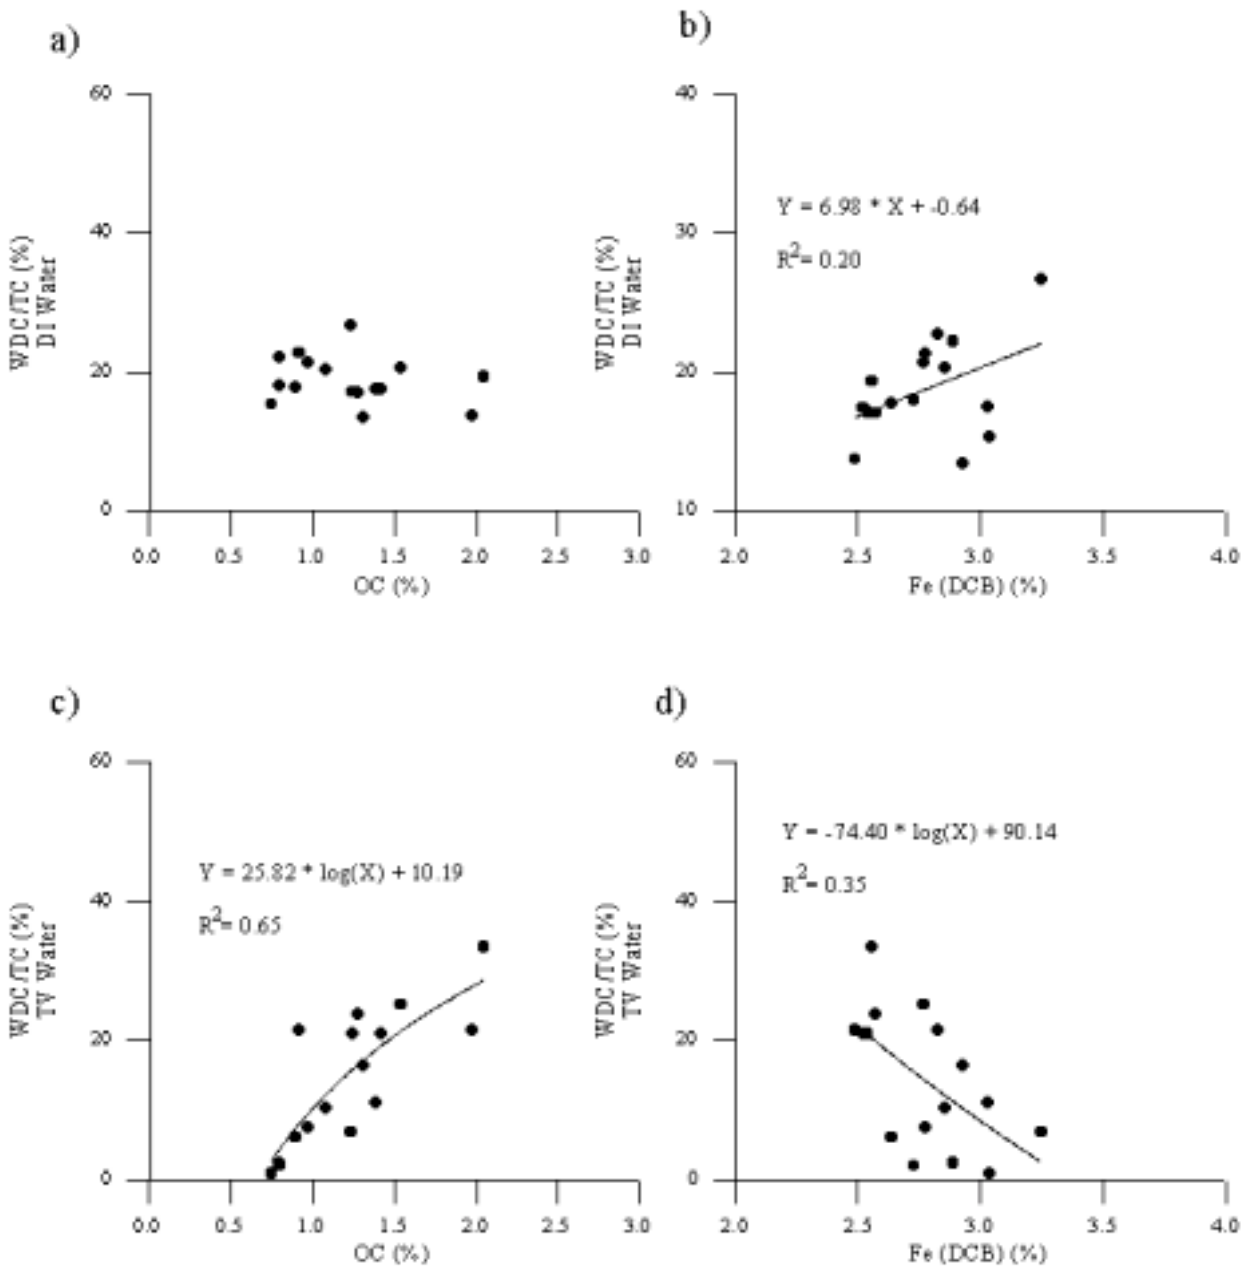 a)
60
40
20
0
WDC/TC (%)
DI Water
0.0 0.5 1.0 1.5 2.0 2.5 3.0
OC (%)
b)
40
30
20
10
WDC/TC (%)
DI Water
Y = 6.98 * X + -0.64
R2= 0.20
2.0 2.5 3.0 3.5 4.0
Fe (DCB) (%)
c)
60
40
20
0
WDC/TC (%)
TV Water
Y = 25.82 * log(X) + 10.19
R2= 0.65
0.0 0.5 1.0 1.5 2.0 2.5 3.0
OC (%)
d)
60
40
20
0
WDC/TC (%)
TV Water
Y = -74.40 * log(X) + 90.14
R2= 0.35
2.0 2.5 3.0 3.5 4.0
Fe (DCB) (%)